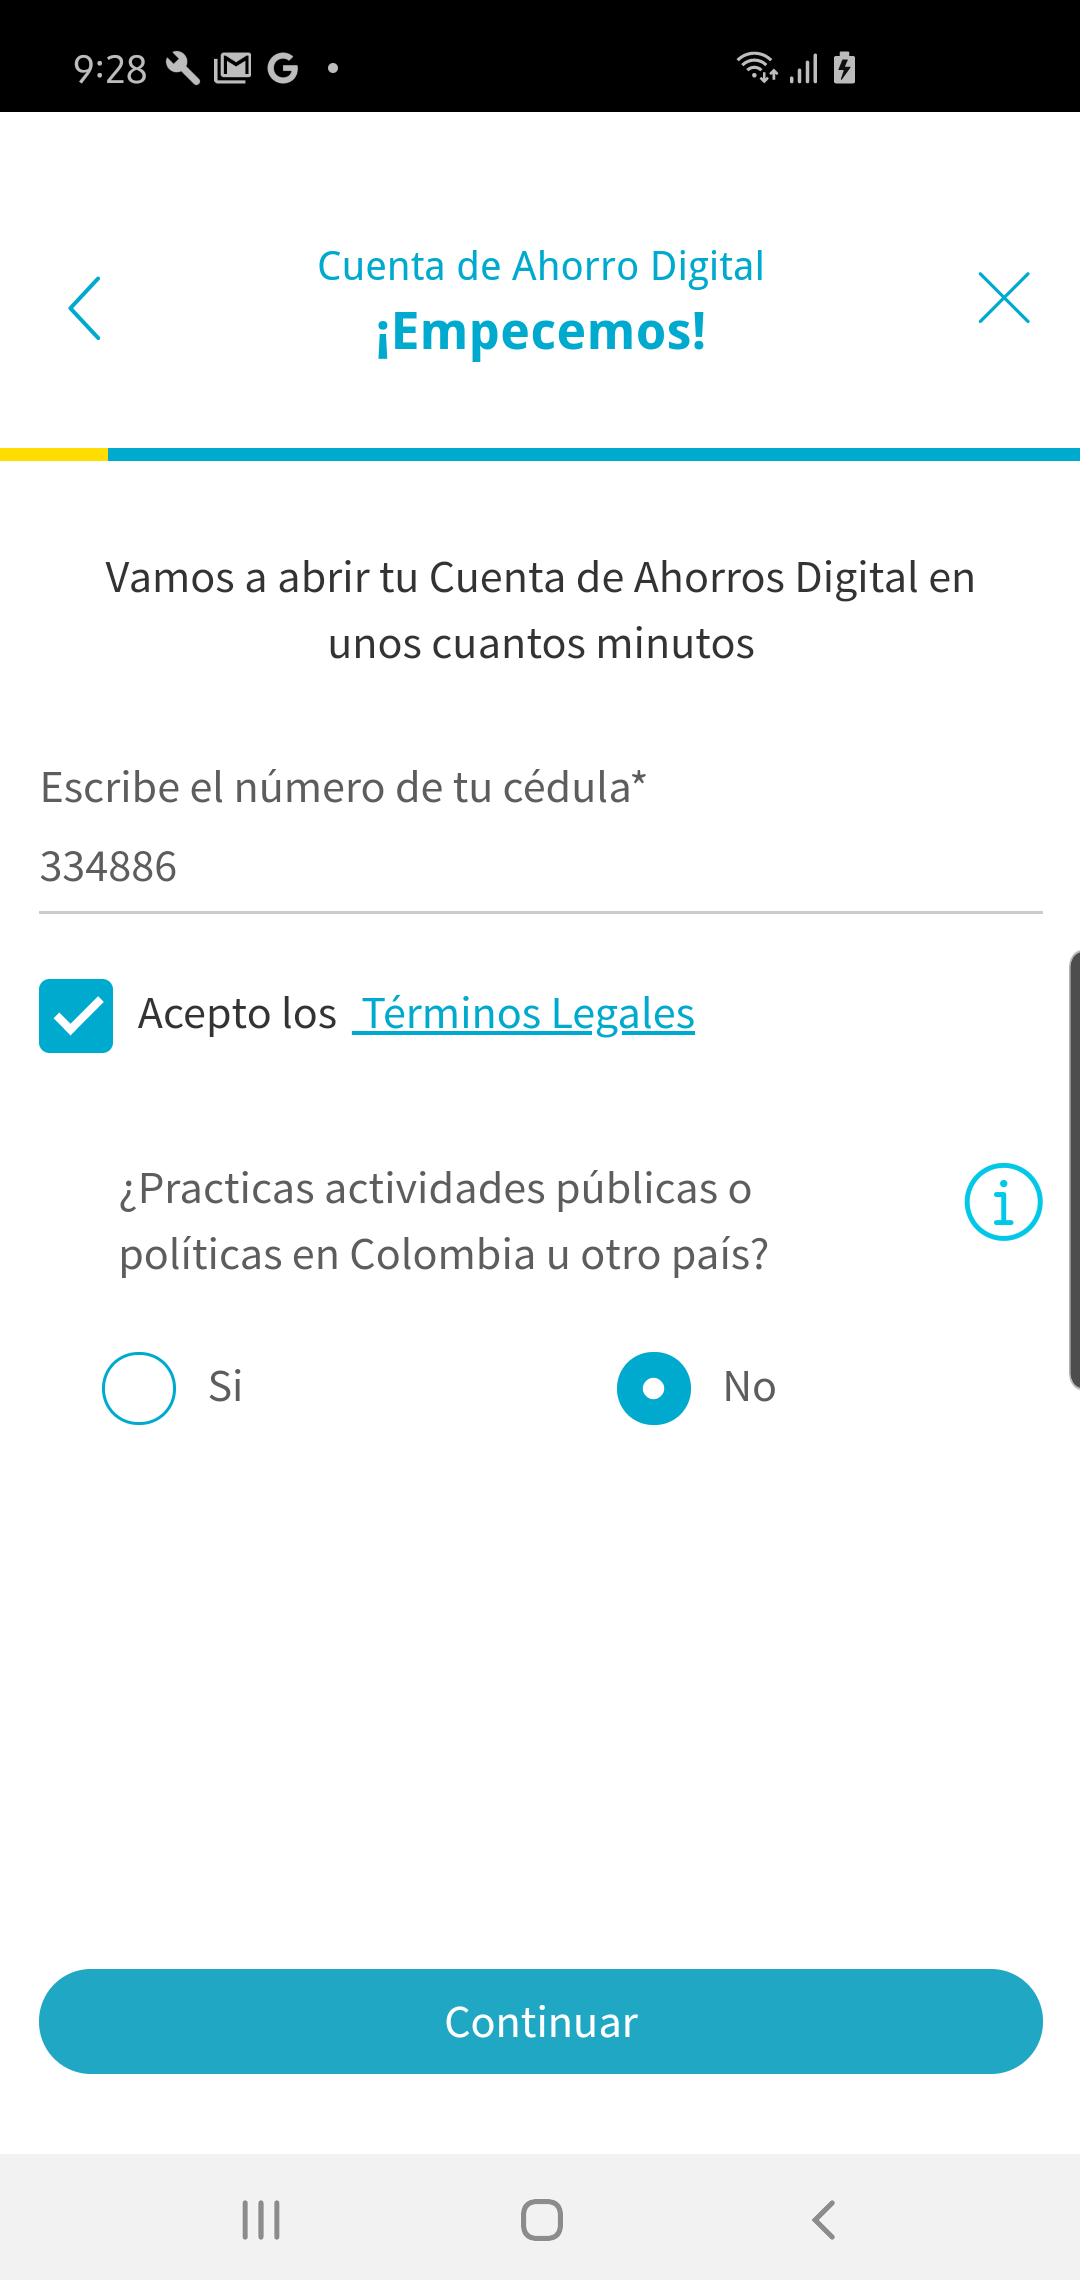 9:28
Cuenta de Ahorro Digital
¡Empecemos!
Vamos a abrir tu Cuenta de Ahorros Digital en
unos cuantos minutos
Escribe el número de tu cédula*
334886
Acepto los Términos Legales
¿Practicas actividades públicas o
políticas en Colombia u otro país?
Si No
Continuar